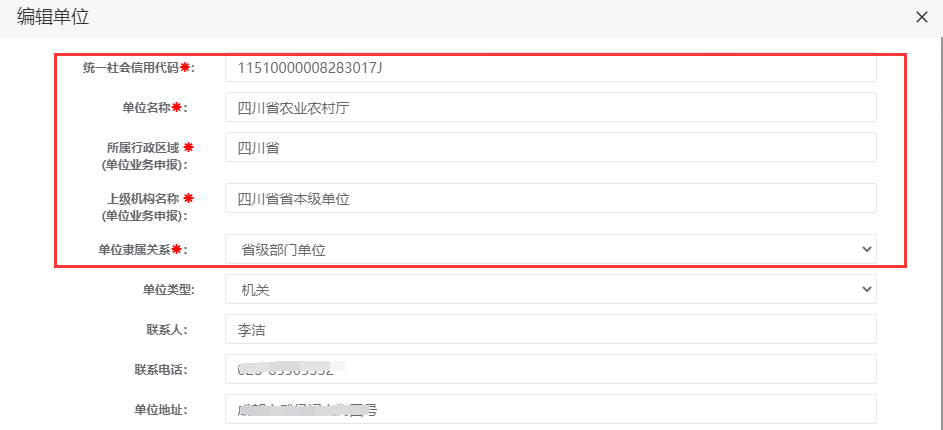 编辑单位 ×
统一社会信用代码*: 11510000008283017J
单位名称*: 四川省农业农村厅
所属行政区域 * 四川省
(单位业务申报):
上级机构名称 * 四川省省本级单位
(单位业务申报):
单位隶属关系*: 省级部门单位
单位类型: 机关
联系人: 李洁
联系电话:
单位地址: 号